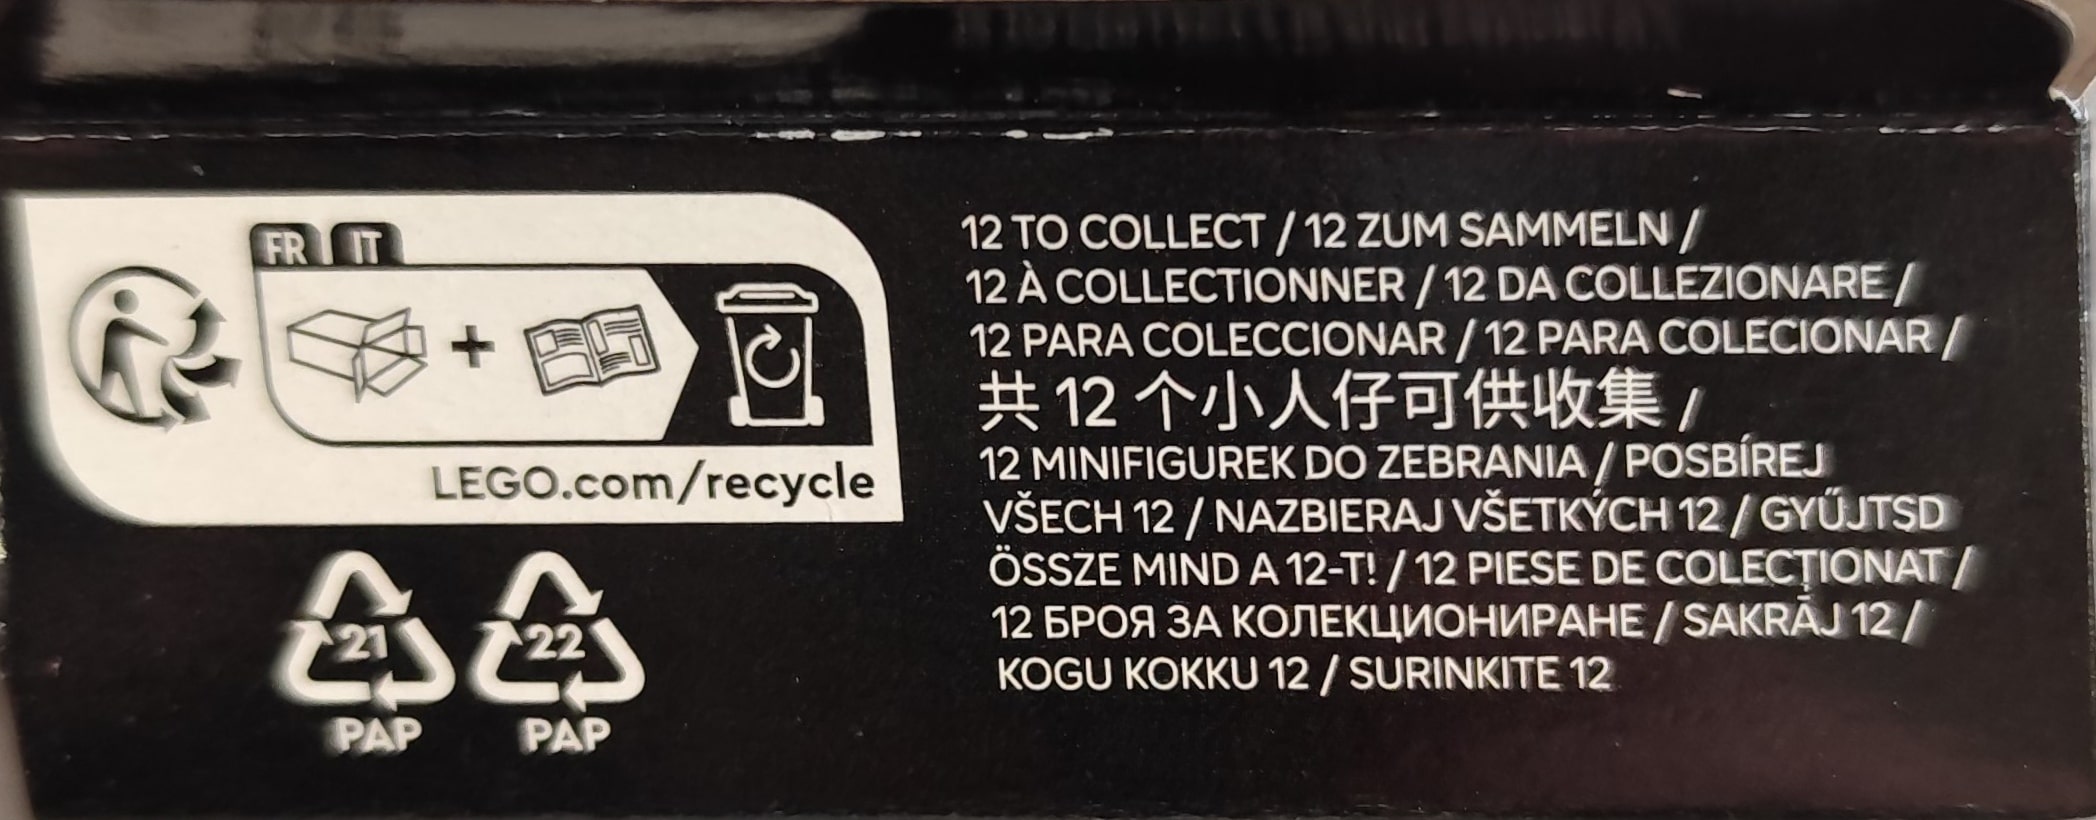 FR IT
LEGO.com/recycle
21 22
PAP PAP
12 TO COLLECT / 12 ZUM SAMMELN /
12 À COLLECTIONNER / 12 DA COLLEZIONARE /
12 PARA COLECCIONAR / 12 PARA COLECIONAR /
共 12 个小人仔可供收集 /
12 MINIFIGUREK DO ZEBRANIA / POSBÍREJ
VŠECH 12 / NAZBIERAJ VŠETKÝCH 12 / GYŰJTSD
ÖSSZE MIND A 12-T! / 12 PIESE DE COLECȚIONAT /
12 БРОЯ ЗА КОЛЕКЦИОНИРАНЕ / SAKRĀJ 12 /
KOGU KOKKU 12 / SURINKITE 12